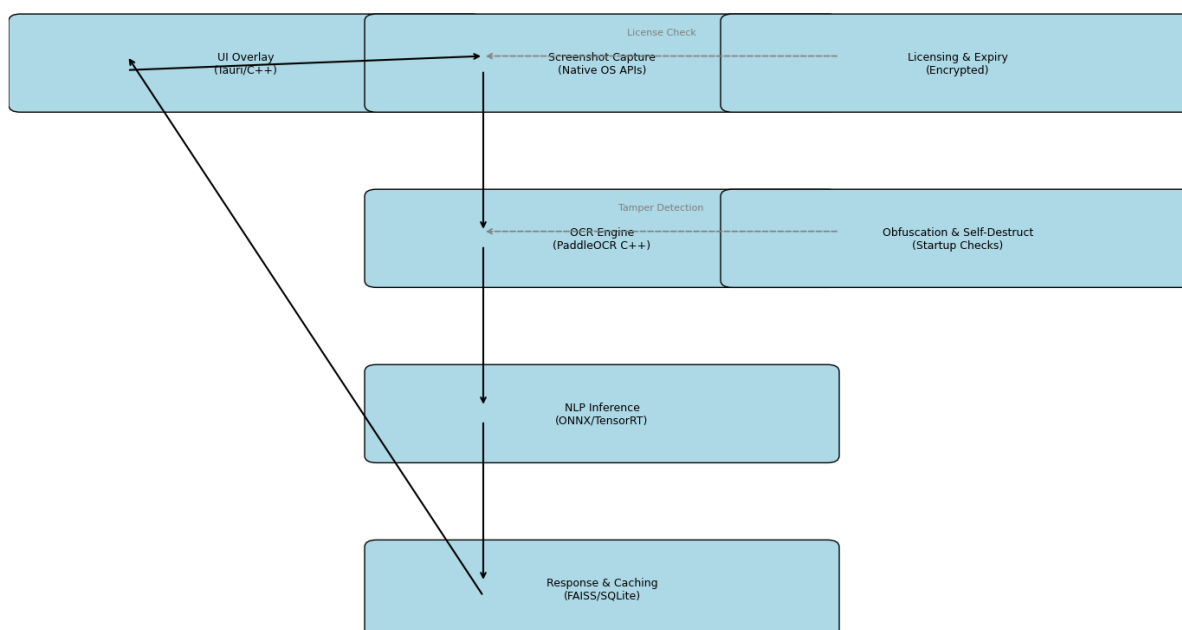 License Check
UI Overlay
(Tauri/C++)
Screenshot Capture
(Native OS APIs)
Licensing & Expiry
(Encrypted)
Tamper Detection
OCR Engine
(PaddleOCR C++)
Obfuscation & Self-Destruct
(Startup Checks)
NLP Inference
(ONNX/TensorRT)
Response & Caching
(FAISS/SQLite)